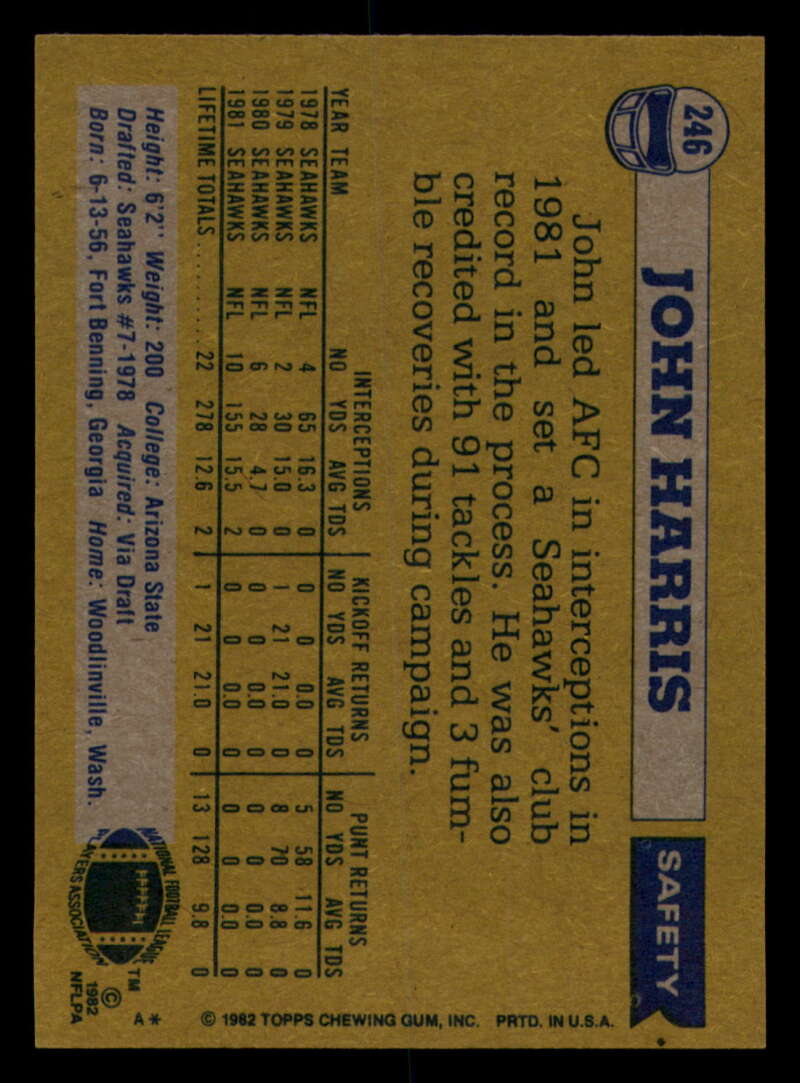 246
JOHN HARRIS
SAFETY
John led AFC in interceptions in
1981 and set a Seahawks' club
record in the process. He was also
credited with 91 tackles and 3 fum-
ble recoveries during campaign.
INTERCEPTIONS KICKOFF RETURNS PUNT RETURNS
YEAR TEAM NO YDS AVG TDS NO YDS AVG TDS NO YDS AVG TDS
1978 SEAHAWKS NFL 4 65 16.3 0 0 0 0.0 0 5 58 11.6 0
1979 SEAHAWKS NFL 2 30 15.0 0 1 21 21.0 0 8 70 8.8 0
1980 SEAHAWKS NFL 6 28 4.7 0 0 0 0.0 0 0 0 0.0 0
1981 SEAHAWKS NFL 10 155 15.5 2 0 0 0.0 0 0 0 0.0 0
LIFETIME TOTALS .......... 22 278 12.6 2 1 21 21.0 0 13 128 9.8 0
Height: 6'2" Weight: 200 College: Arizona State
Drafted: Seahawks #7-1978 Acquired: Via Draft
Born: 6-13-56, Fort Benning, Georgia Home: Woodlinville, Wash.
NATIONAL FOOTBALL LEAGUE
PLAYERS ASSOCIATION
TM
©
1982
NFLPA
A*
© 1982 TOPPS CHEWING GUM, INC. PRTD. IN U.S.A.